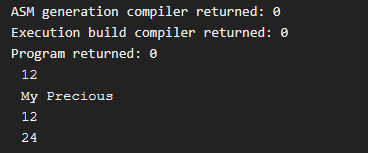 ASM generation compiler returned: 0
Execution build compiler returned: 0
Program returned: 0
12
My Precious
12
24